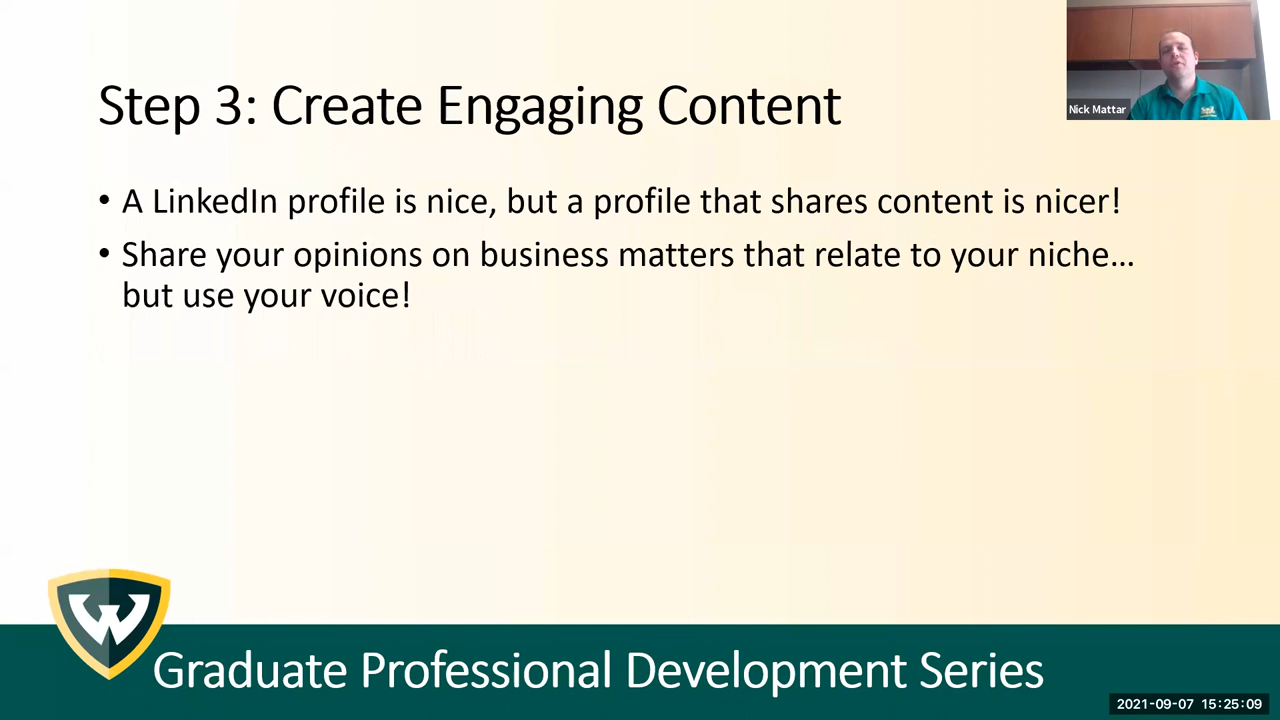 Step 3: Create Engaging Content
Nick Mattar
• A LinkedIn profile is nice, but a profile that shares content is nicer!
• Share your opinions on business matters that relate to your niche…
but use your voice!
W
Graduate Professional Development Series
2021-09-07 15:25:09